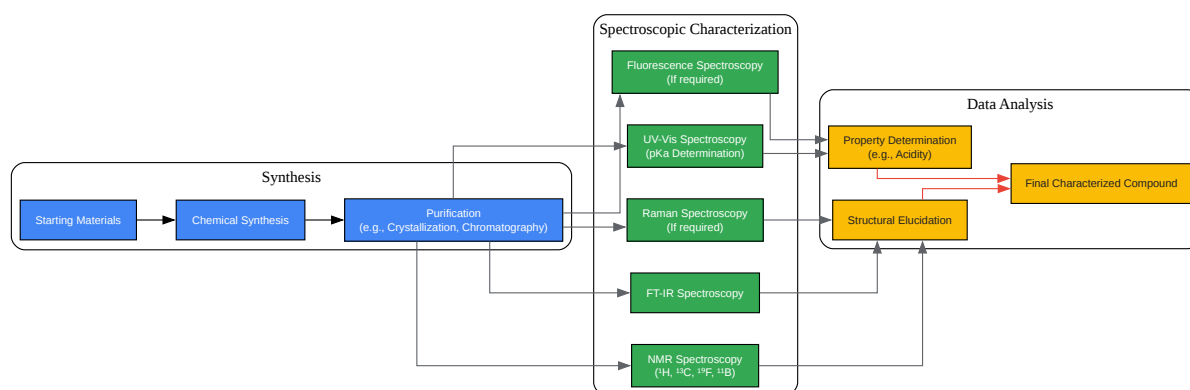 Synthesis
Starting Materials
Chemical Synthesis
Purification
(e.g., Crystallization, Chromatography)
Spectroscopic Characterization
Fluorescence Spectroscopy
(If required)
UV-Vis Spectroscopy
(pKa Determination)
Raman Spectroscopy
(If required)
FT-IR Spectroscopy
NMR Spectroscopy
(¹H, ¹³C, ¹⁹F, ¹¹B)
Data Analysis
Property Determination
(e.g., Acidity)
Structural Elucidation
Final Characterized Compound